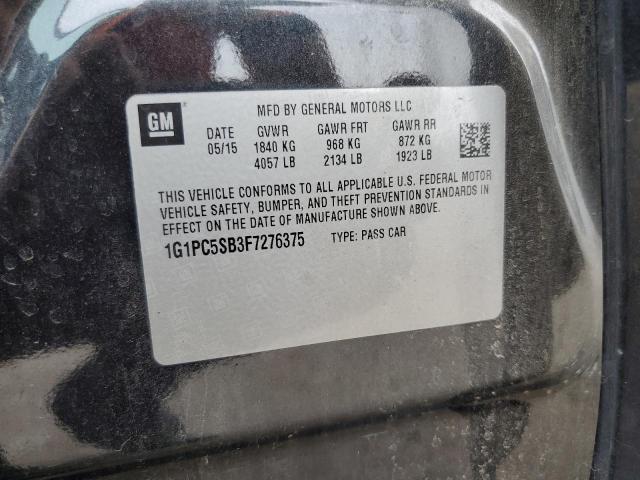 GM
MFD BY GENERAL MOTORS LLC
DATE GVWR GAWR FRT GAWR RR
05/15 1840 KG 968 KG 872 KG
4057 LB 2134 LB 1923 LB
THIS VEHICLE CONFORMS TO ALL APPLICABLE U.S. FEDERAL MOTOR
VEHICLE SAFETY, BUMPER, AND THEFT PREVENTION STANDARDS IN
EFFECT ON THE DATE OF MANUFACTURE SHOWN ABOVE.
1G1PC5SB3F7276375 TYPE: PASS CAR